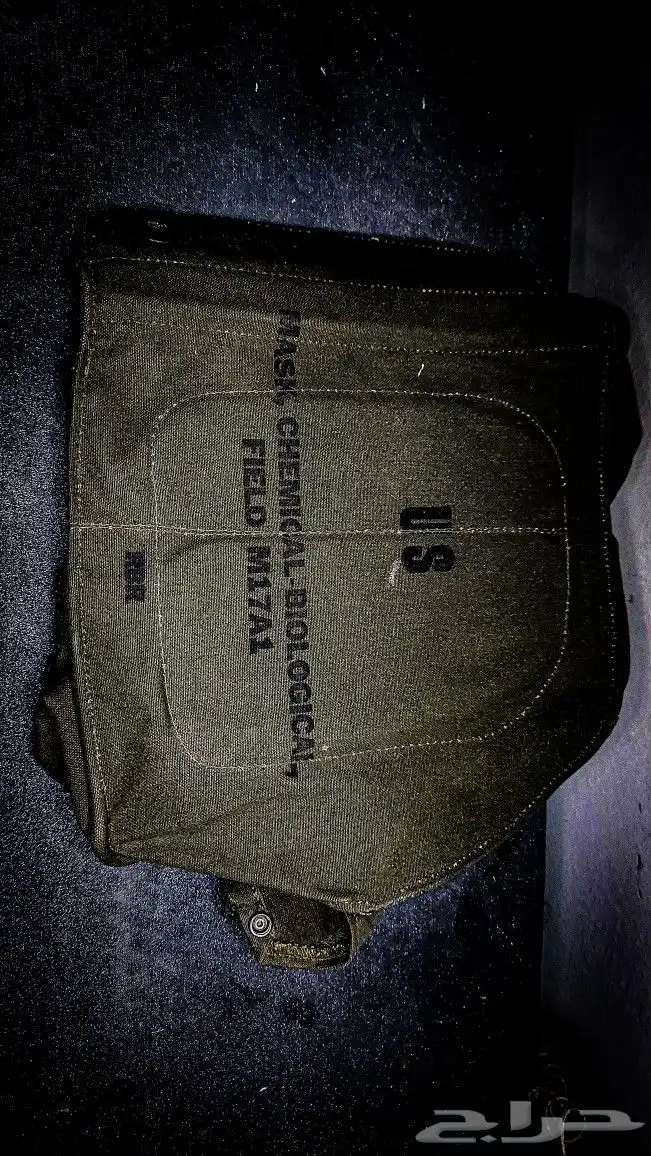 US
MASK, CHEMICAL-BIOLOGICAL,
FIELD M17A1
حراج